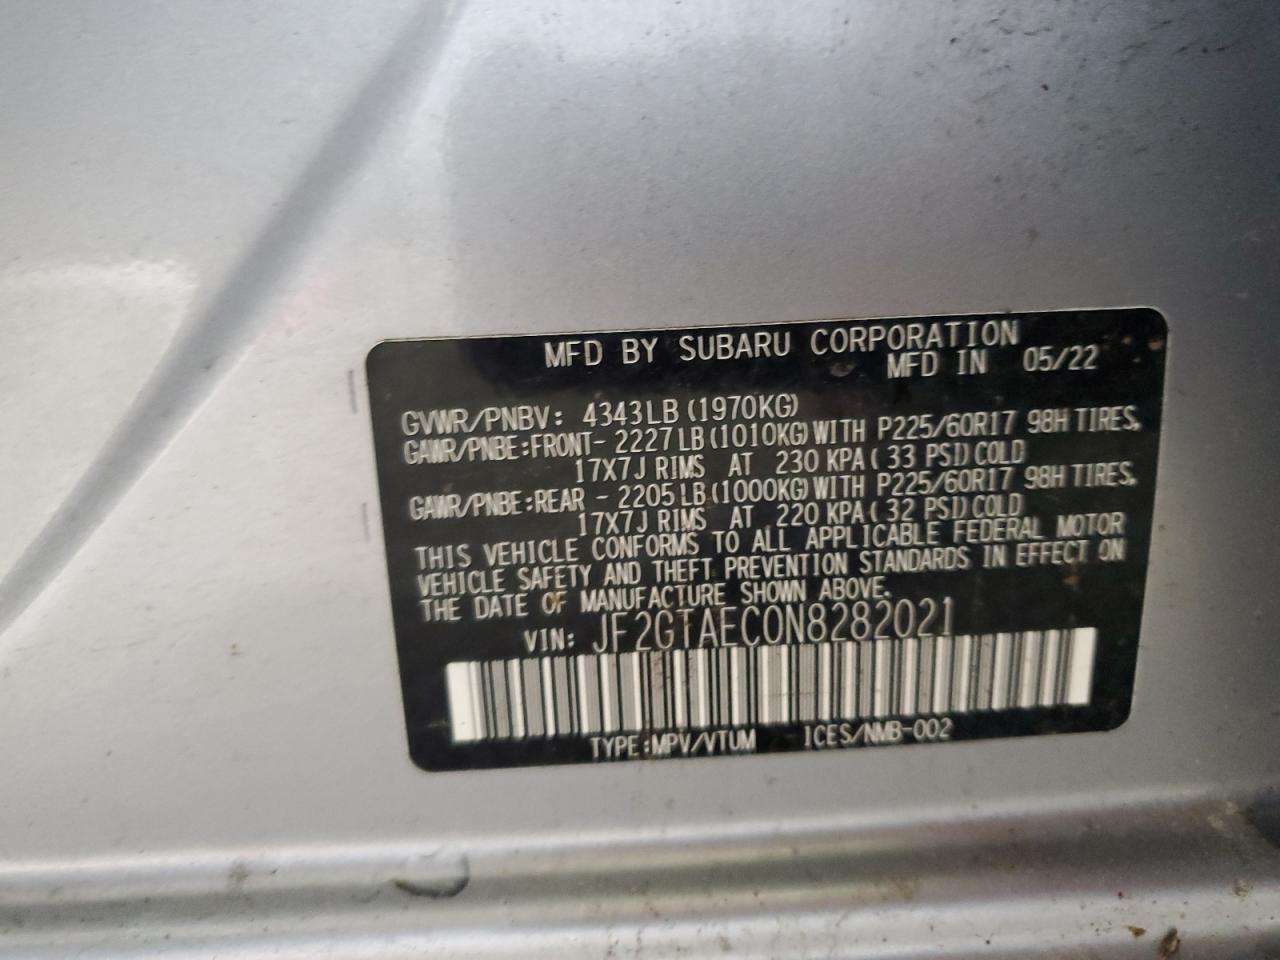 MFD BY SUBARU CORPORATION
MFD IN 05/22
GVWR/PNBV: 4343LB(1970KG)
GAWR/PNBE:FRONT- 2227LB(1010KG)WITH P225/60R17 98H TIRES,
17X7J RIMS AT 230 KPA( 33 PSI)COLD
GAWR/PNBE:REAR - 2205LB(1000KG)WITH P225/60R17 98H TIRES,
17X7J RIMS AT 220 KPA( 32 PSI)COLD
THIS VEHICLE CONFORMS TO ALL APPLICABLE FEDERAL MOTOR
VEHICLE SAFETY AND THEFT PREVENTION STANDARDS IN EFFECT ON
THE DATE OF MANUFACTURE SHOWN ABOVE.
VIN: JF2GTAEC0N8282021
TYPE:MPV/VTUM ICES/NMB-002